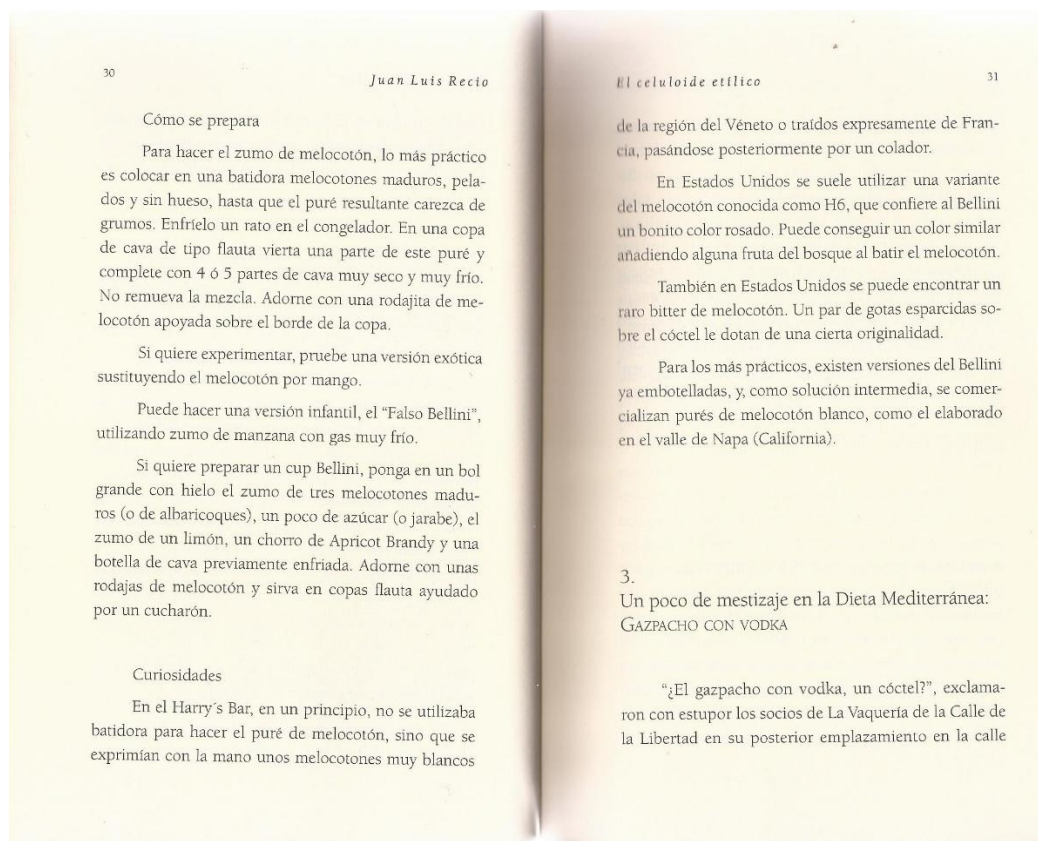 30
Juan Luis Recio
Cómo se prepara
Para hacer el zumo de melocotón, lo más práctico
es colocar en una batidora melocotones maduros, pela-
dos y sin hueso, hasta que el puré resultante carezca de
grumos. Enfríelo un rato en el congelador. En una copa
de cava de tipo flauta vierta una parte de este puré y
complete con 4 ó 5 partes de cava muy seco y muy frío.
No remueva la mezcla. Adorne con una rodajita de me-
locotón apoyada sobre el borde de la copa.
Si quiere experimentar, pruebe una versión exótica
sustituyendo el melocotón por mango.
Puede hacer una versión infantil, el “Falso Bellini”,
utilizando zumo de manzana con gas muy frío.
Si quiere preparar un cup Bellini, ponga en un bol
grande con hielo el zumo de tres melocotones madu-
ros (o de albaricoques), un poco de azúcar (o jarabe), el
zumo de un limón, un chorro de Apricot Brandy y una
botella de cava previamente enfriada. Adorne con unas
rodajas de melocotón y sirva en copas flauta ayudado
por un cucharón.
Curiosidades
En el Harry´s Bar, en un principio, no se utilizaba
batidora para hacer el puré de melocotón, sino que se
exprimían con la mano unos melocotones muy blancos
El celuloide etílico
31
de la región del Véneto o traídos expresamente de Fran-
cia, pasándose posteriormente por un colador.
En Estados Unidos se suele utilizar una variante
del melocotón conocida como H6, que confiere al Bellini
un bonito color rosado. Puede conseguir un color similar
añadiendo alguna fruta del bosque al batir el melocotón.
También en Estados Unidos se puede encontrar un
raro bitter de melocotón. Un par de gotas esparcidas so-
bre el cóctel le dotan de una cierta originalidad.
Para los más prácticos, existen versiones del Bellini
ya embotelladas, y, como solución intermedia, se comer-
cializan purés de melocotón blanco, como el elaborado
en el valle de Napa (California).
3.
Un poco de mestizaje en la Dieta Mediterránea:
GAZPACHO CON VODKA
“¿El gazpacho con vodka, un cóctel?”, exclama-
ron con estupor los socios de La Vaquería de la Calle de
la Libertad en su posterior emplazamiento en la calle